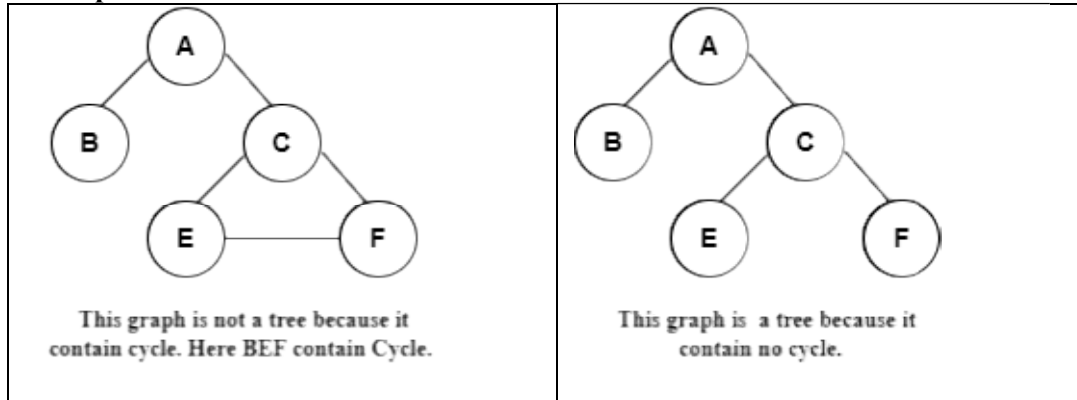 A
B
C
E
F
This graph is not a tree because it
contain cycle. Here BEF contain Cycle.
A
B
C
E
F
This graph is a tree because it
contain no cycle.